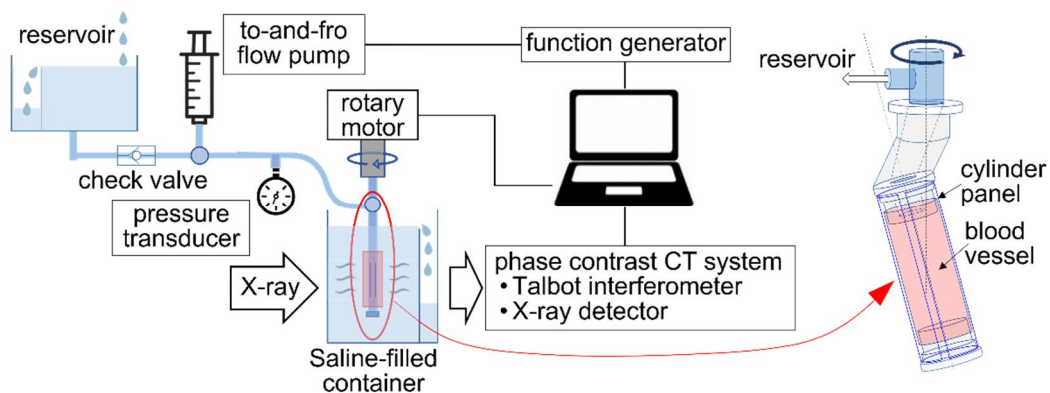 reservoir
to-and-fro
flow pump
function generator
reservoir
rotary
motor
check valve
pressure
transducer
cylinder
panel
blood
vessel
X-ray
phase contrast CT system
• Talbot interferometer
• X-ray detector
Saline-filled
container